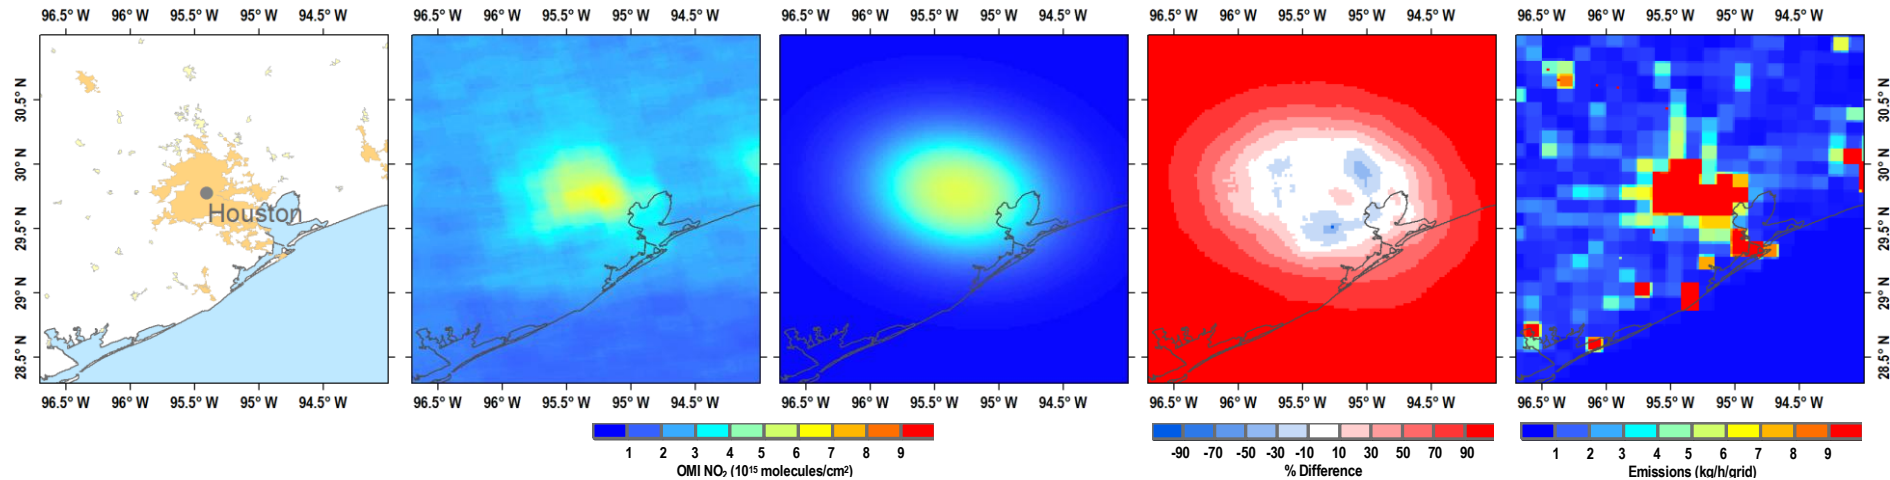 96.5° W 96° W 95.5° W 95° W 94.5° W 96.5° W 96° W 95.5° W 95° W 94.5° W 96.5° W 96° W 95.5° W 95° W 94.5° W 96.5° W 96° W 95.5° W 95° W 94.5° W 96.5° W 96° W 95.5° W 95° W 94.5° W
30.5° N 30.5° N
30° N 30° N
Houston
29.5° N 29.5° N
29° N 29° N
28.5° N 28.5° N
96.5° W 96° W 95.5° W 95° W 94.5° W 96.5° W 96° W 95.5° W 95° W 94.5° W 96.5° W 96° W 95.5° W 95° W 94.5° W 96.5° W 96° W 95.5° W 95° W 94.5° W 96.5° W 96° W 95.5° W 95° W 94.5° W
1 2 3 4 5 6 7 8 9 -90 -70 -50 -30 -10 10 30 50 70 90 1 2 3 4 5 6 7 8 9
OMI NO₂ (10¹⁵ molecules/cm²) % Difference Emissions (kg/h/grid)